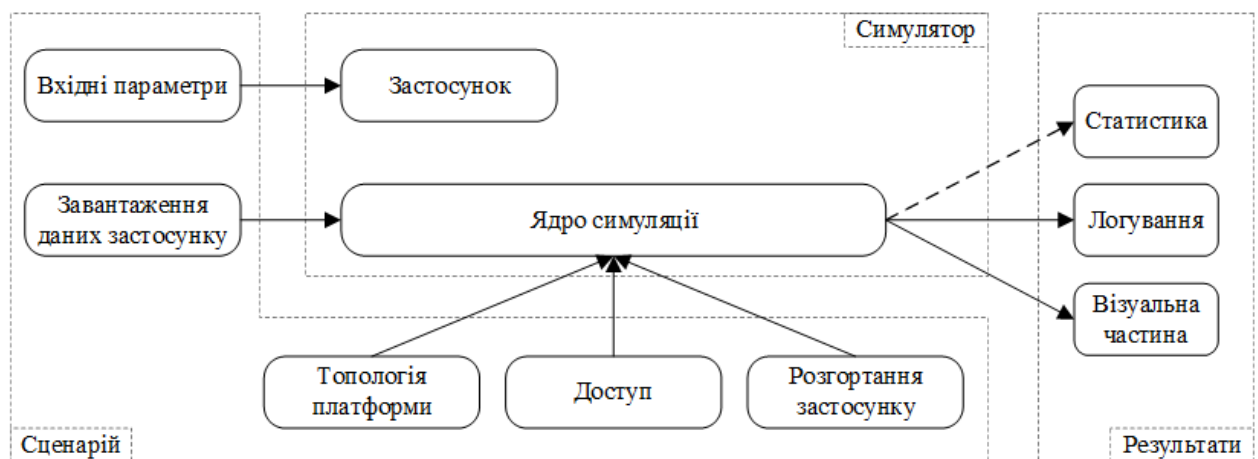 Симулятор
Вхідні параметри
Застосунок
Статистика
Завантаження
даних застосунку
Ядро симуляції
Логування
Візуальна
частина
Топологія
платформи
Доступ
Розгортання
застосунку
Сценарій
Результати